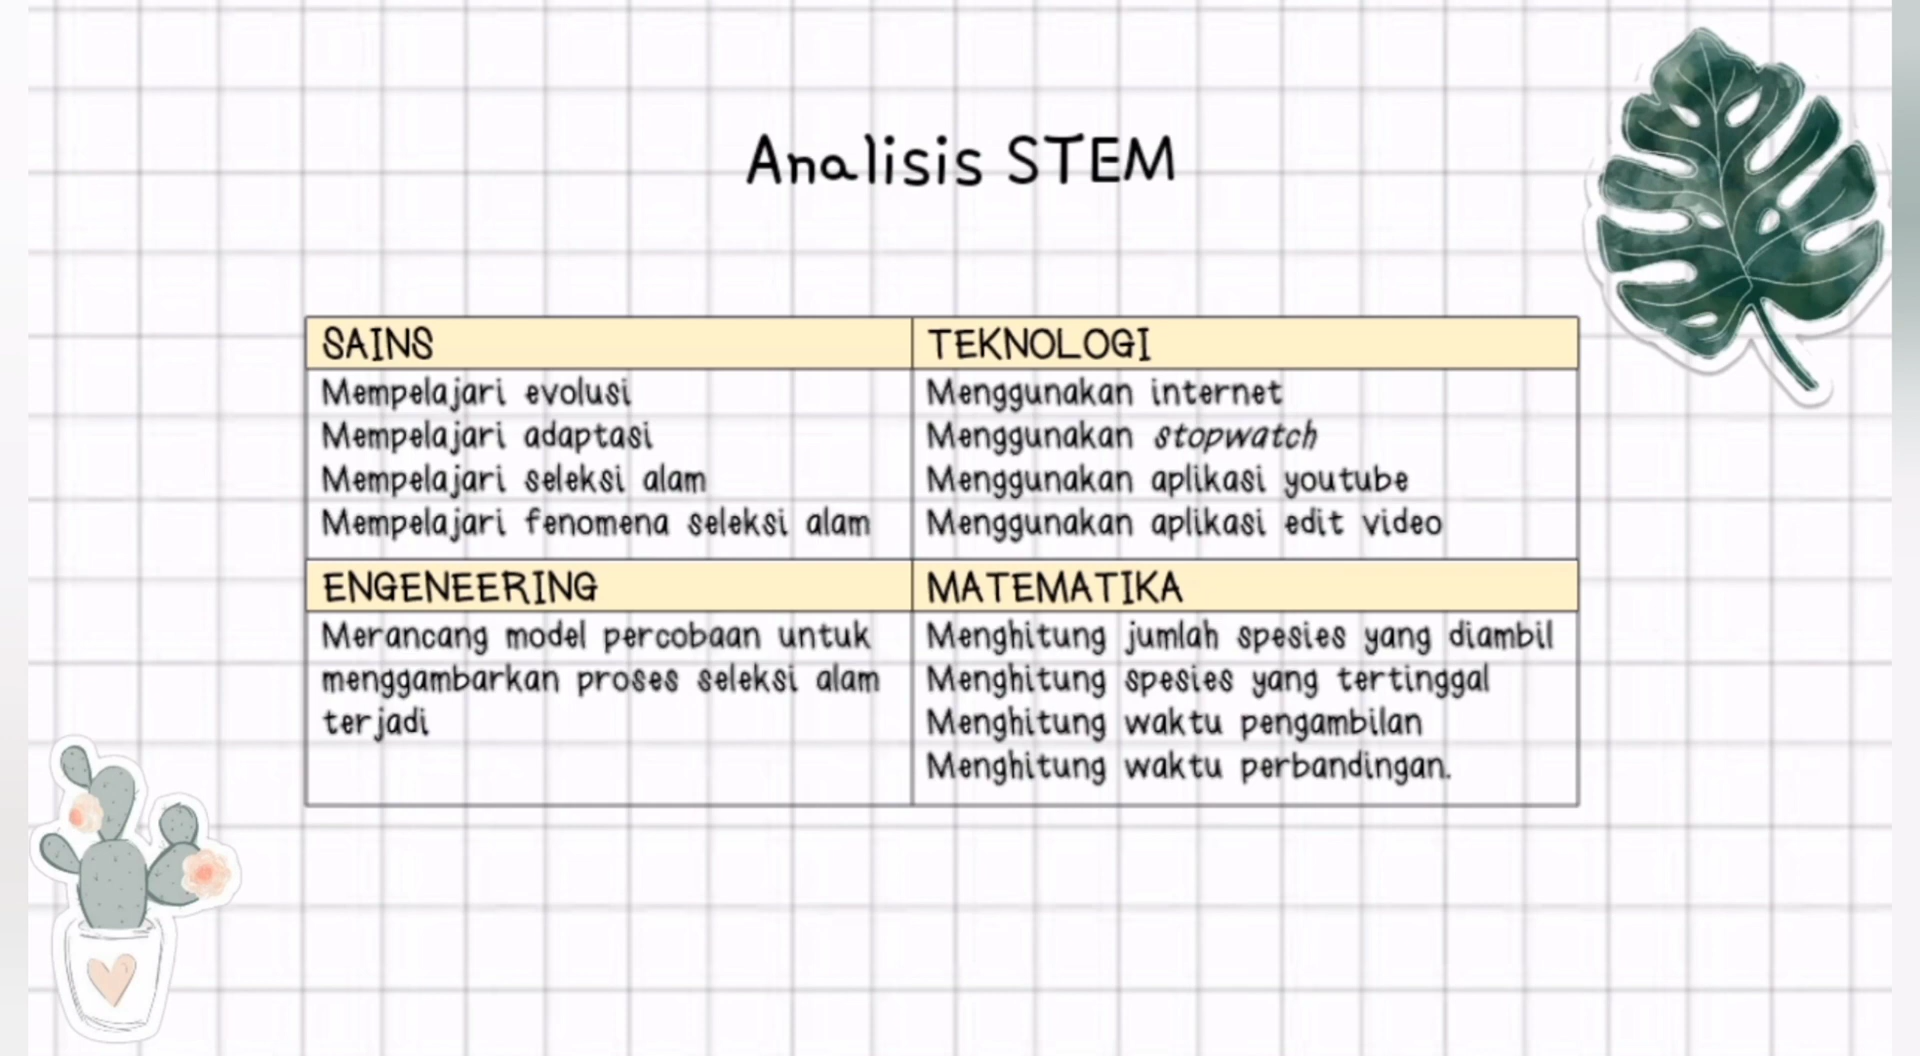 Analisis STEM
SAINS
Mempelajari evolusi
Mempelajari adaptasi
Mempelajari seleksi alam
Mempelajari fenomena seleksi alam
TEKNOLOGI
Menggunakan internet
Menggunakan stopwatch
Menggunakan aplikasi youtube
Menggunakan aplikasi edit video
ENGENEERING
Merancang model percobaan untuk
menggambarkan proses seleksi alam
terjadi
MATEMATIKA
Menghitung jumlah spesies yang diambil
Menghitung spesies yang tertinggal
Menghitung waktu pengambilan
Menghitung waktu perbandingan.